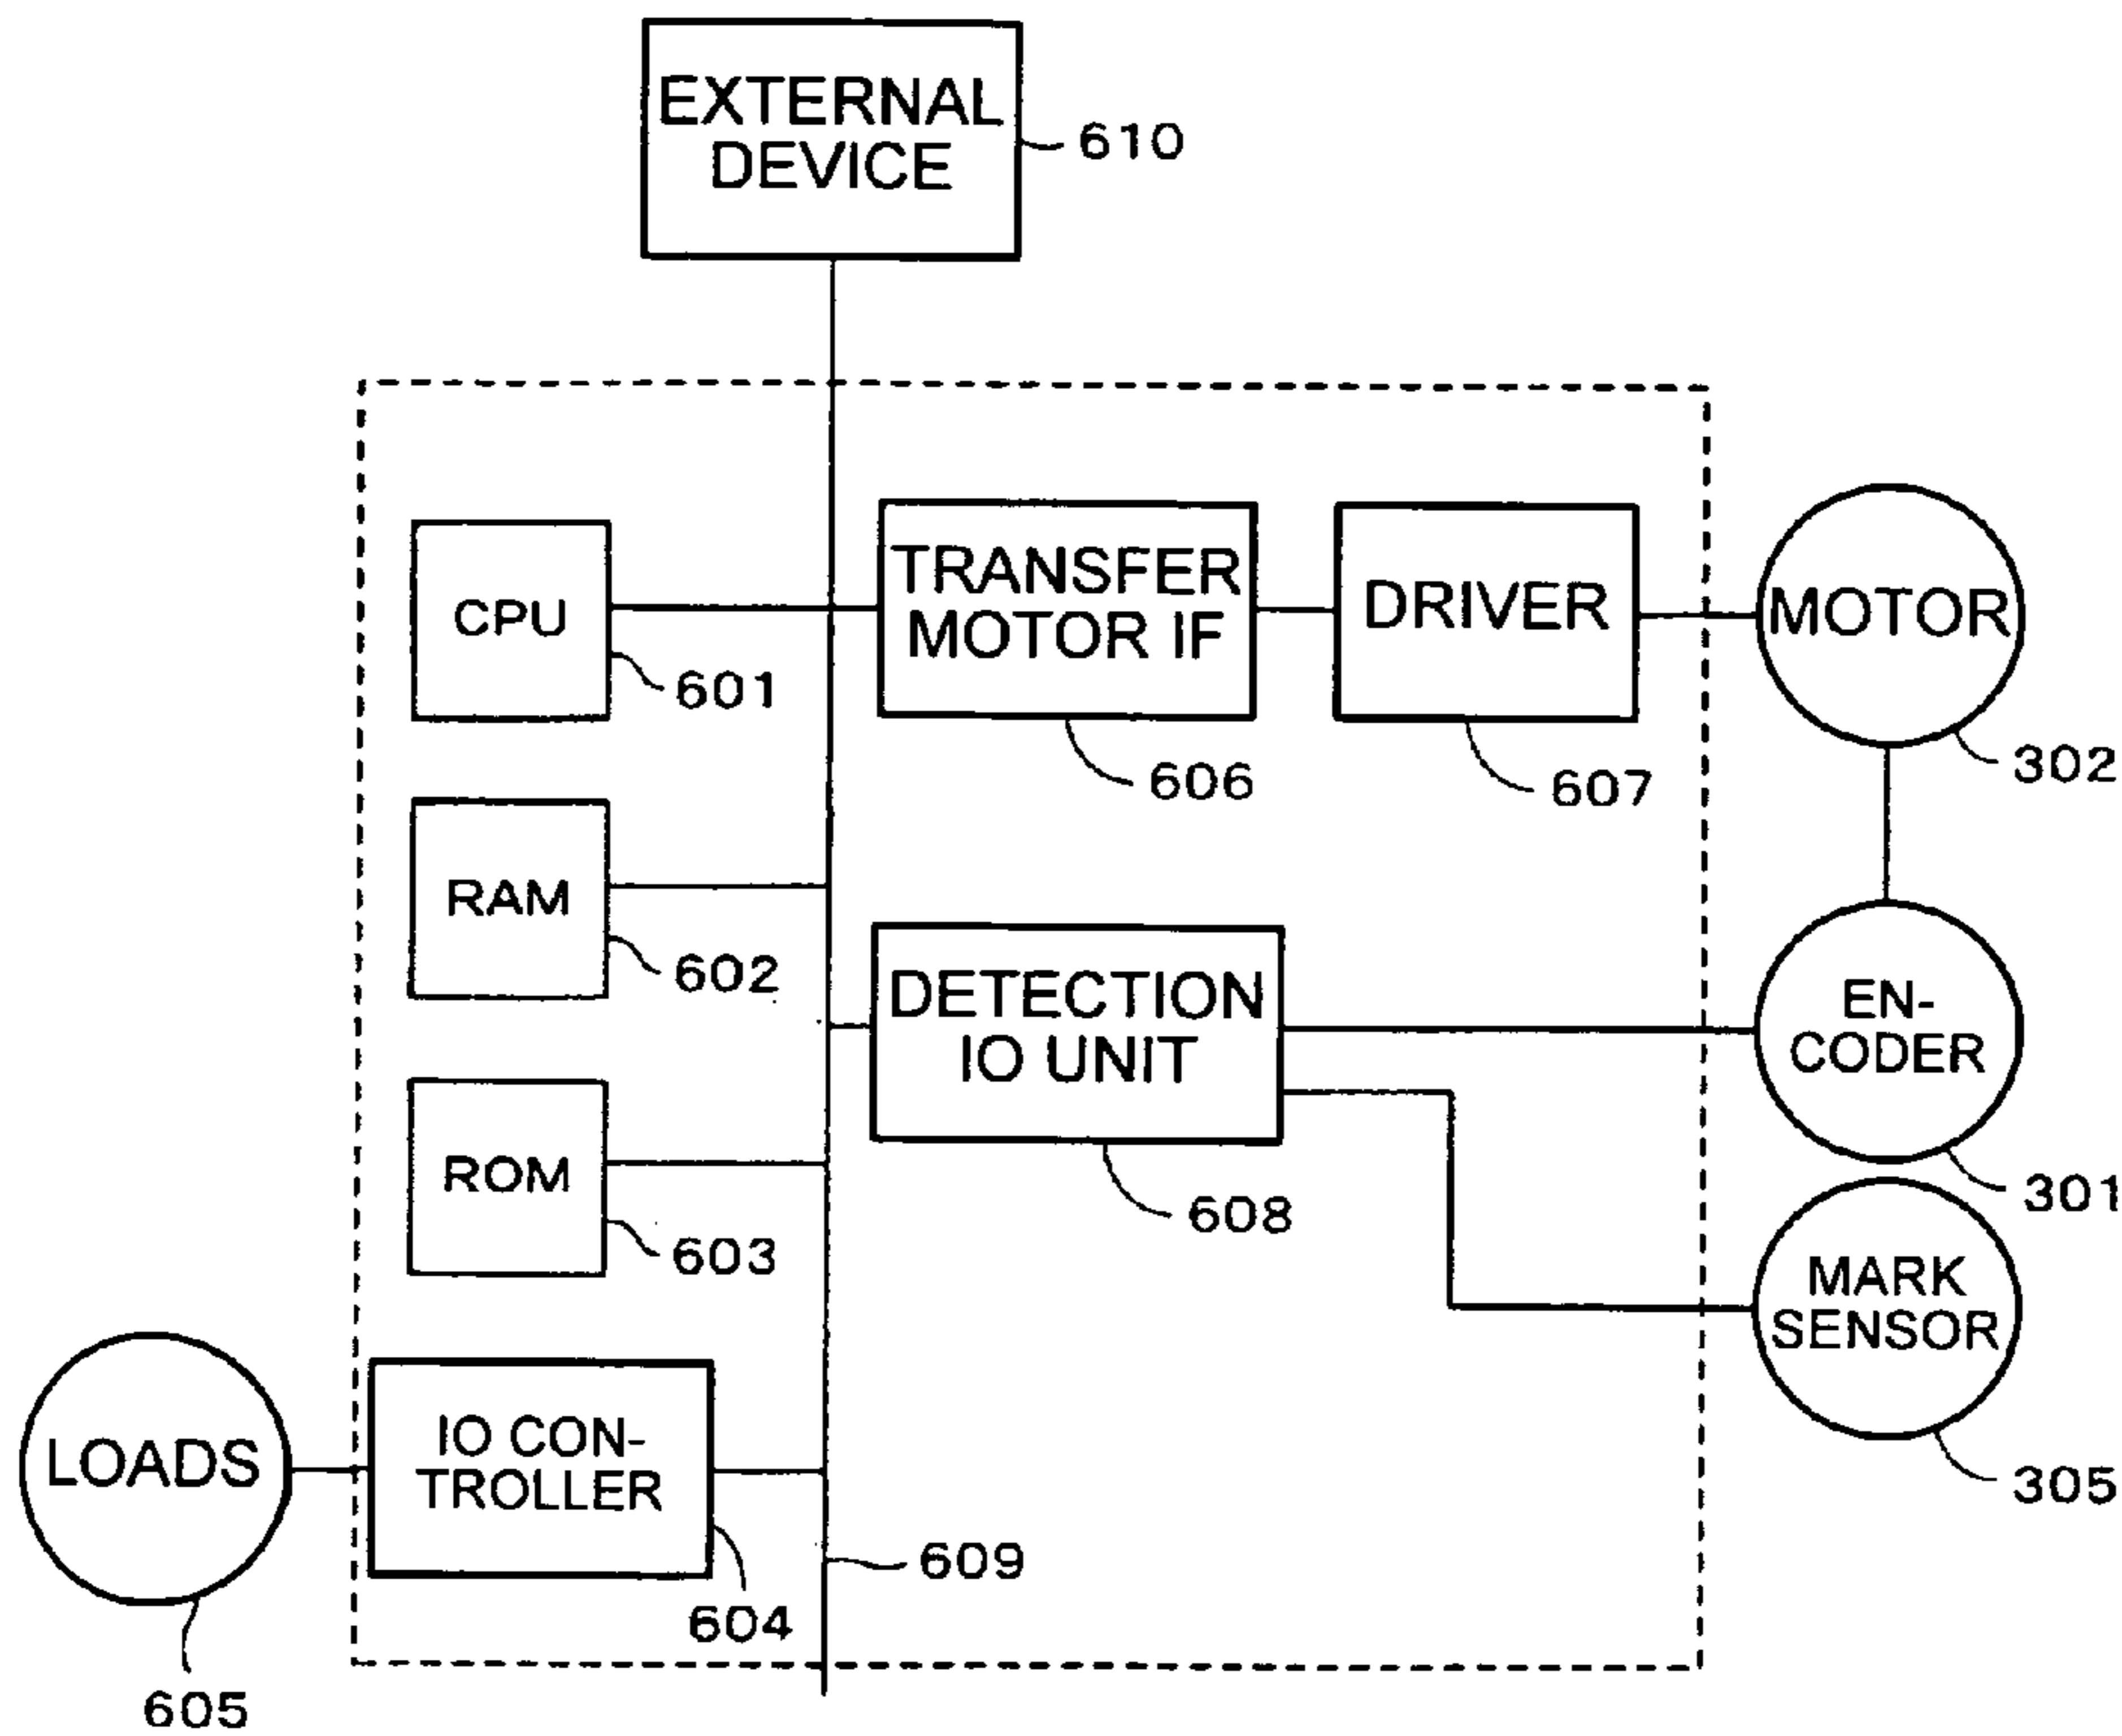 EXTERNAL
DEVICE
610
CPU
601
TRANSFER
MOTOR IF
606
DRIVER
607
MOTOR
302
RAM
602
DETECTION
IO UNIT
608
EN-
CODER
301
ROM
603
MARK
SENSOR
305
LOADS
605
IO CON-
TROLLER
604
609